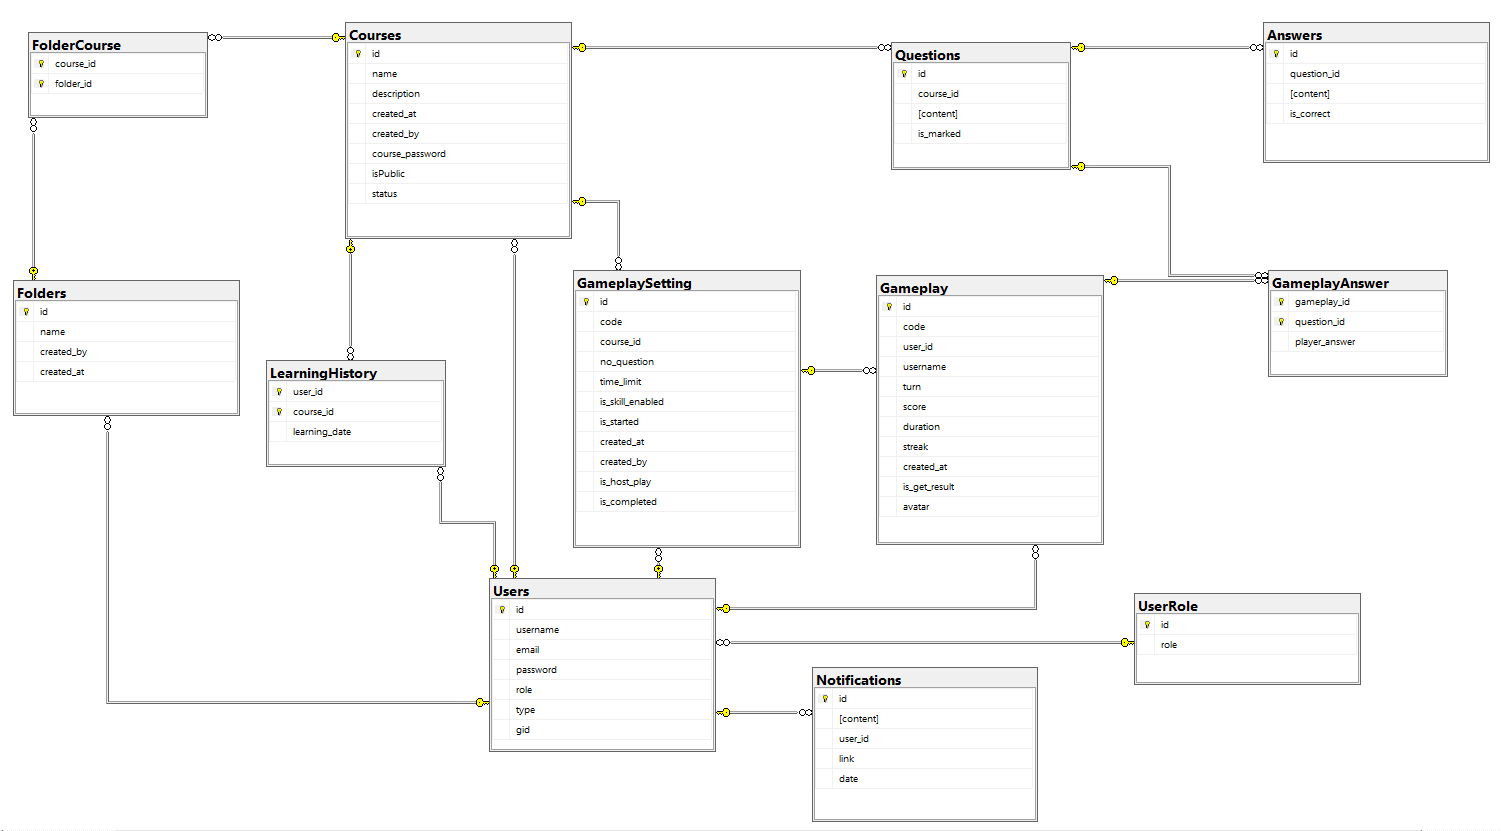 FolderCourse
course_id
folder_id
Courses
id
name
description
created_at
created_by
course_password
isPublic
status
Questions
id
course_id
[content]
is_marked
Answers
id
question_id
[content]
is_correct
Folders
id
name
created_by
created_at
LearningHistory
user_id
course_id
learning_date
GameplaySetting
id
code
course_id
no_question
time_limit
is_skill_enabled
is_started
created_at
created_by
is_host_play
is_completed
Gameplay
id
code
user_id
username
turn
score
duration
streak
created_at
is_get_result
avatar
GameplayAnswer
gameplay_id
question_id
player_answer
Users
id
username
email
password
role
type
gid
UserRole
id
role
Notifications
id
[content]
user_id
link
date